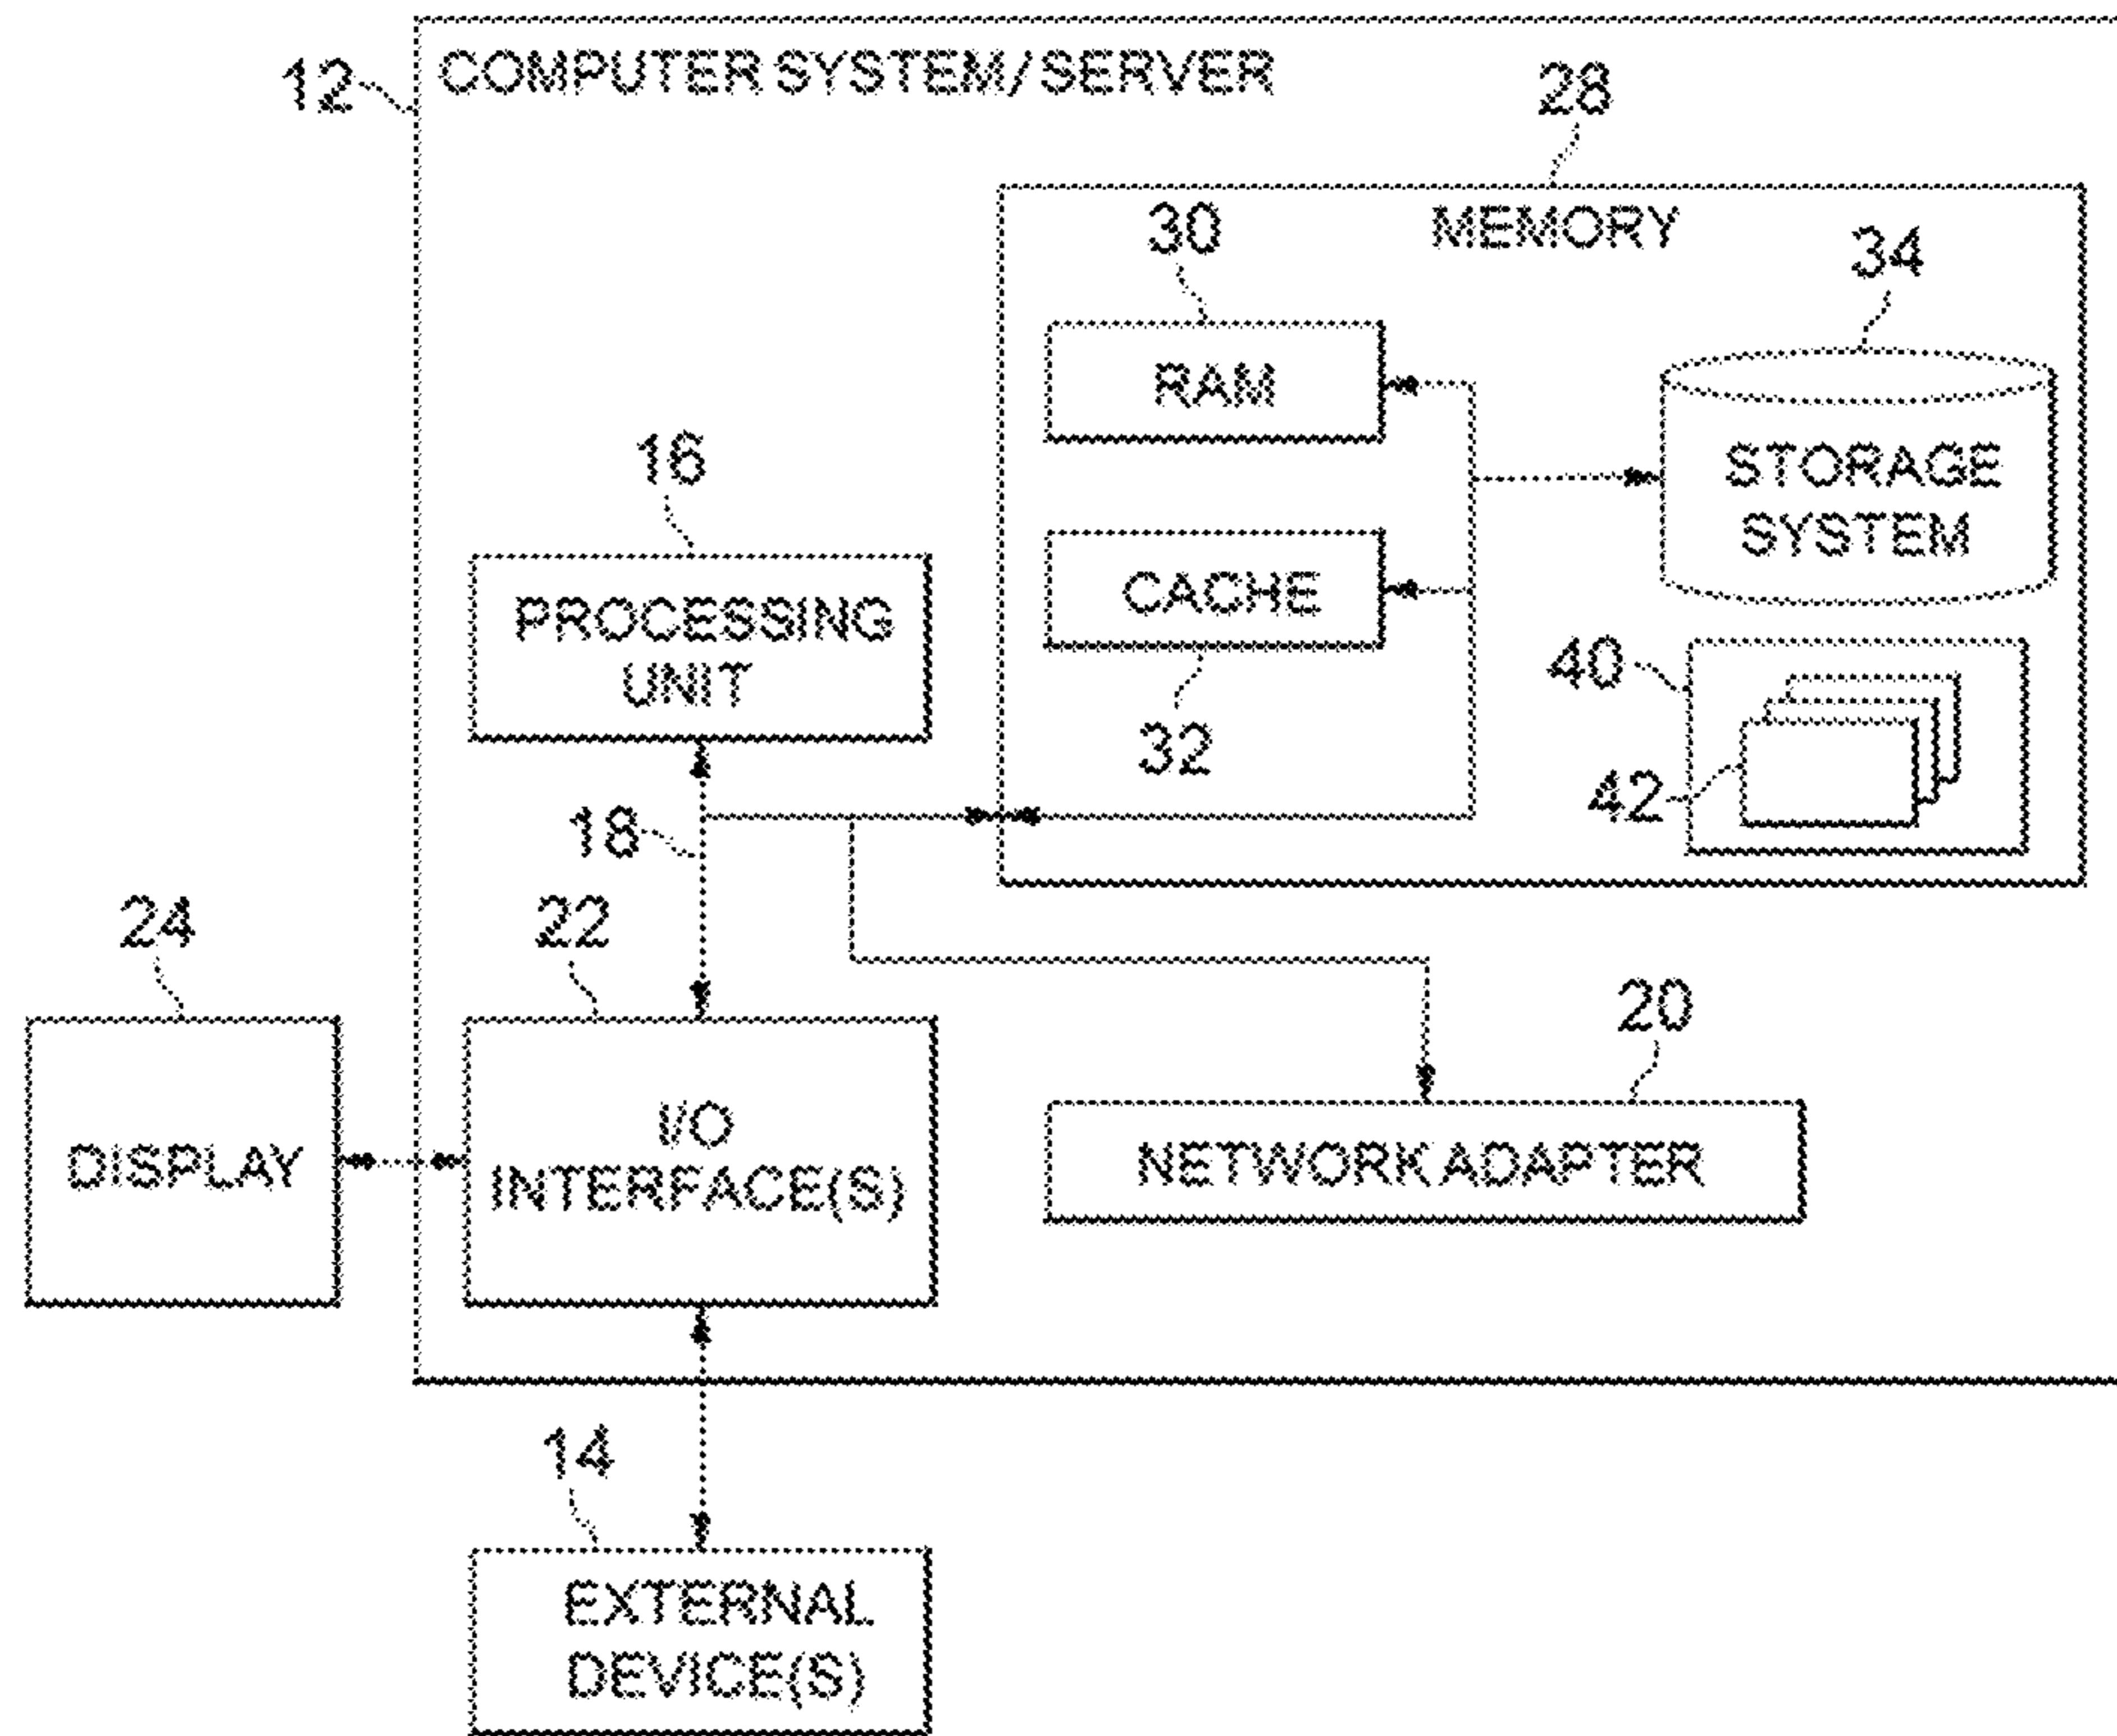 12
COMPUTER SYSTEM/SERVER
28
MEMORY
30
34
RAM
STORAGE
SYSTEM
16
PROCESSING
UNIT
CACHE
32
40
42
18
24
22
20
DISPLAY
I/O
INTERFACE(S)
NETWORK ADAPTER
14
EXTERNAL
DEVICE(S)